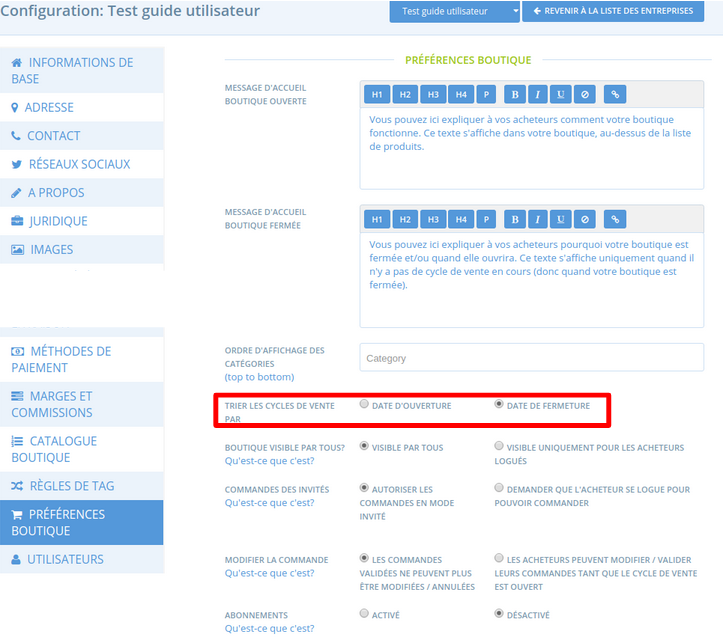 Configuration: Test guide utilisateur
Test guide utilisateur
REVENIR À LA LISTE DES ENTREPRISES
INFORMATIONS DE
BASE
ADRESSE
CONTACT
RÉSEAUX SOCIAUX
A PROPOS
JURIDIQUE
IMAGES
MÉTHODES DE
PAIEMENT
MARGES ET
COMMISSIONS
CATALOGUE
BOUTIQUE
RÈGLES DE TAG
PRÉFÉRENCES
BOUTIQUE
UTILISATEURS
PRÉFÉRENCES BOUTIQUE
MESSAGE D'ACCUEIL
BOUTIQUE OUVERTE
H1 H2 H3 H4 P B I U
Vous pouvez ici expliquer à vos acheteurs comment votre boutique
fonctionne. Ce texte s'affiche dans votre boutique, au-dessus de la liste
de produits.
MESSAGE D'ACCUEIL
BOUTIQUE FERMÉE
H1 H2 H3 H4 P B I U
Vous pouvez ici expliquer à vos acheteurs pourquoi votre boutique est
fermée et/ou quand elle ouvrira. Ce texte s'affiche uniquement quand il
n'y a pas de cycle de vente en cours (donc quand votre boutique est
fermée).
ORDRE D'AFFICHAGE DES
CATÉGORIES
(top to bottom)
Category
TRIER LES CYCLES DE VENTE
PAR
DATE D'OUVERTURE
DATE DE FERMETURE
BOUTIQUE VISIBLE PAR TOUS?
Qu'est-ce que c'est?
VISIBLE PAR TOUS
VISIBLE UNIQUEMENT POUR LES ACHETEURS
LOGUÉS
COMMANDES DES INVITÉS
Qu'est-ce que c'est?
AUTORISER LES
COMMANDES EN MODE
INVITÉ
DEMANDER QUE L'ACHETEUR SE LOGUE POUR
POUVOIR COMMANDER
MODIFIER LA COMMANDE
Qu'est-ce que c'est?
LES COMMANDES
VALIDÉES NE PEUVENT PLUS
ÊTRE MODIFIÉES / ANNULÉES
LES ACHETEURS PEUVENT MODIFIER / VALIDER
LEURS COMMANDES TANT QUE LE CYCLE DE VENTE
EST OUVERT
ABONNEMENTS
Qu'est-ce que c'est?
ACTIVÉ
DÉSACTIVÉ